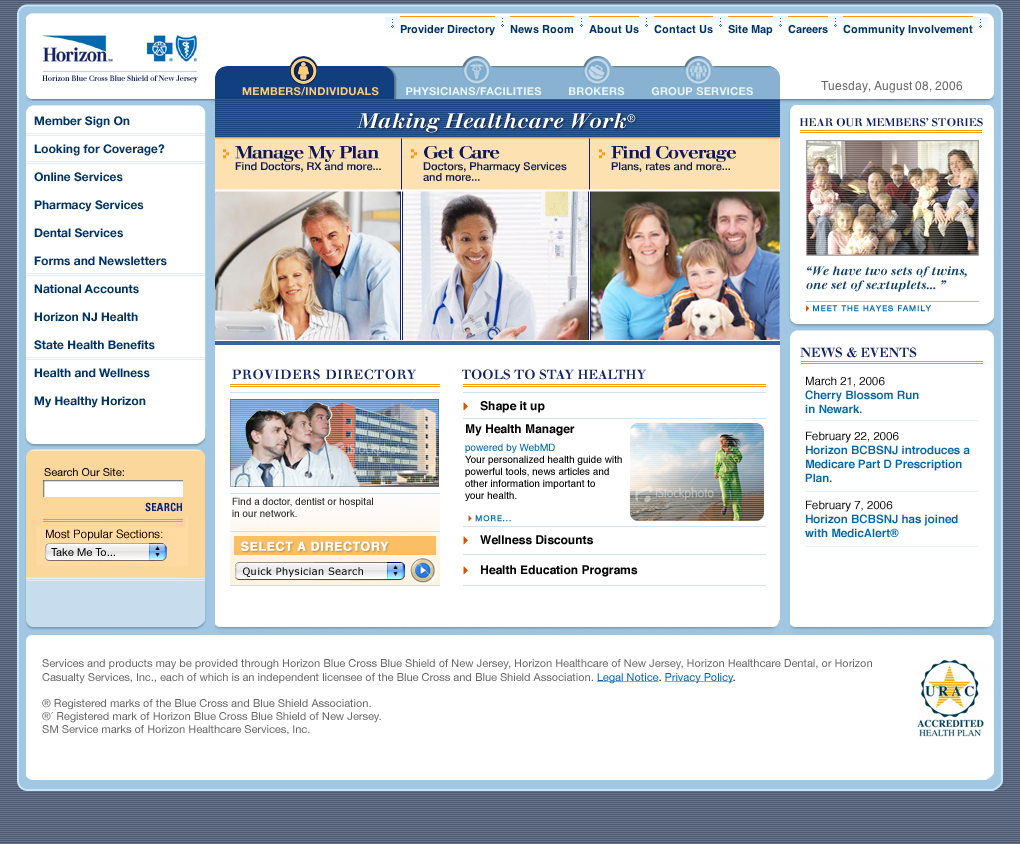 Provider Directory
News Room
About Us
Contact Us
Site Map
Careers
Community Involvement
Horizon
Horizon Blue Cross Blue Shield of New Jersey
MEMBERS/INDIVIDUALS
PHYSICIANS/FACILITIES
BROKERS
GROUP SERVICES
Tuesday, August 08, 2006
Member Sign On
Looking for Coverage?
Online Services
Pharmacy Services
Dental Services
Forms and Newsletters
National Accounts
Horizon NJ Health
State Health Benefits
Health and Wellness
My Healthy Horizon
Search Our Site:
SEARCH
Most Popular Sections:
Take Me To...
Making Healthcare Work®
Manage My Plan
Find Doctors, RX and more...
Get Care
Doctors, Pharmacy Services
and more...
Find Coverage
Plans, rates and more...
PROVIDERS DIRECTORY
Find a doctor, dentist or hospital
in our network.
SELECT A DIRECTORY
Quick Physician Search
TOOLS TO STAY HEALTHY
Shape it up
My Health Manager
powered by WebMD
Your personalized health guide with
powerful tools, news articles and
other information important to
your health.
MORE...
iStockphoto
Wellness Discounts
Health Education Programs
HEAR OUR MEMBERS' STORIES
“We have two sets of twins,
one set of sextuplets... ”
MEET THE HAYES FAMILY
NEWS & EVENTS
March 21, 2006
Cherry Blossom Run
in Newark.
February 22, 2006
Horizon BCBSNJ introduces a
Medicare Part D Prescription
Plan.
February 7, 2006
Horizon BCBSNJ has joined
with MedicAlert®
Services and products may be provided through Horizon Blue Cross Blue Shield of New Jersey, Horizon Healthcare of New Jersey, Horizon Healthcare Dental, or Horizon
Casualty Services, Inc., each of which is an independent licensee of the Blue Cross and Blue Shield Association. Legal Notice. Privacy Policy.
® Registered marks of the Blue Cross and Blue Shield Association.
®´ Registered mark of Horizon Blue Cross Blue Shield of New Jersey.
SM Service marks of Horizon Healthcare Services, Inc.
URAC
ACCREDITED
HEALTH PLAN